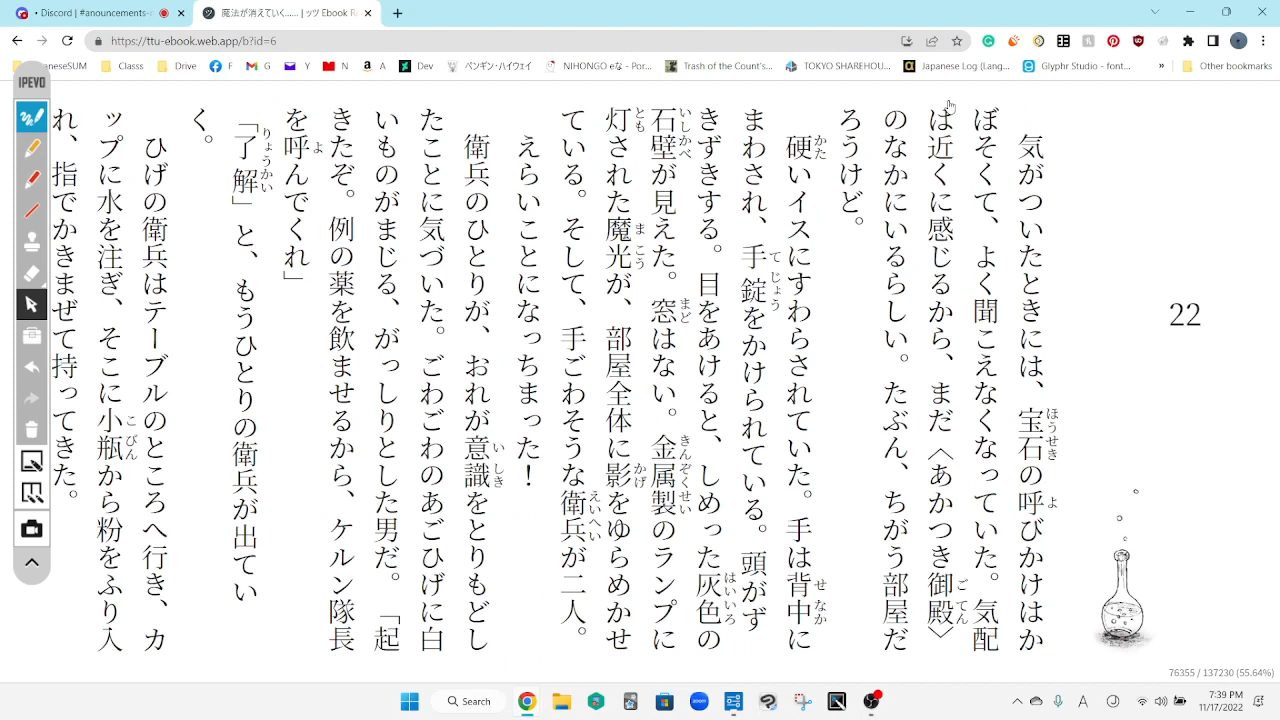 • Discord | #announcements-
魔法が消えていく...... | ッツ Ebook R
https://ttu-ebook.web.app/b?id=6
aneseSUM
Classs
Drive
F
G
Y
N
A
Dev
ペンギン・ハイウェイ
NIHONGO eな - Por...
Trash of the Count's...
TOKYO SHAREHOU...
Japanese Log (Lang...
Glyphr Studio - font...
»
Other bookmarks
IPEVO
22
気がついたときには、宝石の呼びかけはか
ぼそくて、よく聞こえなくなっていた。気配
は近くに感じるから、まだ〈あかつき御殿〉
のなかにいるらしい。たぶん、ちがう部屋だ
ろうけど。
硬いイスにすわらされていた。手は背中に
まわされ、手錠をかけられている。頭がず
きずきする。目をあけると、しめった灰色の
石壁が見えた。窓はない。金属製のランプに
灯された魔光が、部屋全体に影をゆらめかせ
ている。そして、手ごわそうな衛兵が二人。
えらいことになっちまった！
衛兵のひとりが、おれが意識をとりもどし
たことに気づいた。ごわごわのあごひげに白
いものがまじる、がっしりとした男だ。「起
きたぞ。例の薬を飲ませるから、ケルン隊長
を呼んでくれ」
「了解」と、もうひとりの衛兵が出てい
く。
ひげの衛兵はテーブルのところへ行き、カ
ップに水を注ぎ、そこに小瓶から粉をふり入
れ、指でかきまぜて持ってきた。
76355 / 137230 (55.64%)
Search
zoom
A
7:39 PM
11/17/2022